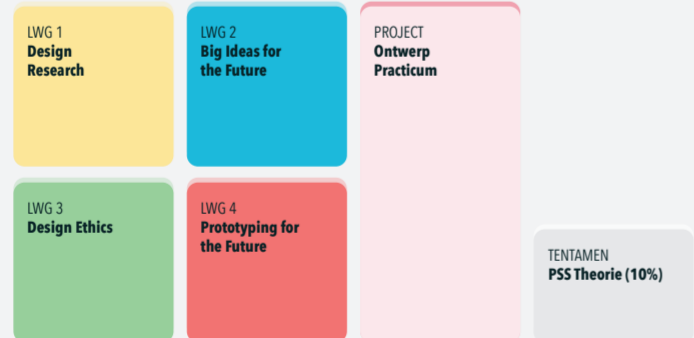 LWG 1
Design
Research
LWG 2
Big Ideas for
the Future
PROJECT
Ontwerp
Practicum
LWG 3
Design Ethics
LWG 4
Prototyping for
the Future
TENTAMEN
PSS Theorie (10%)